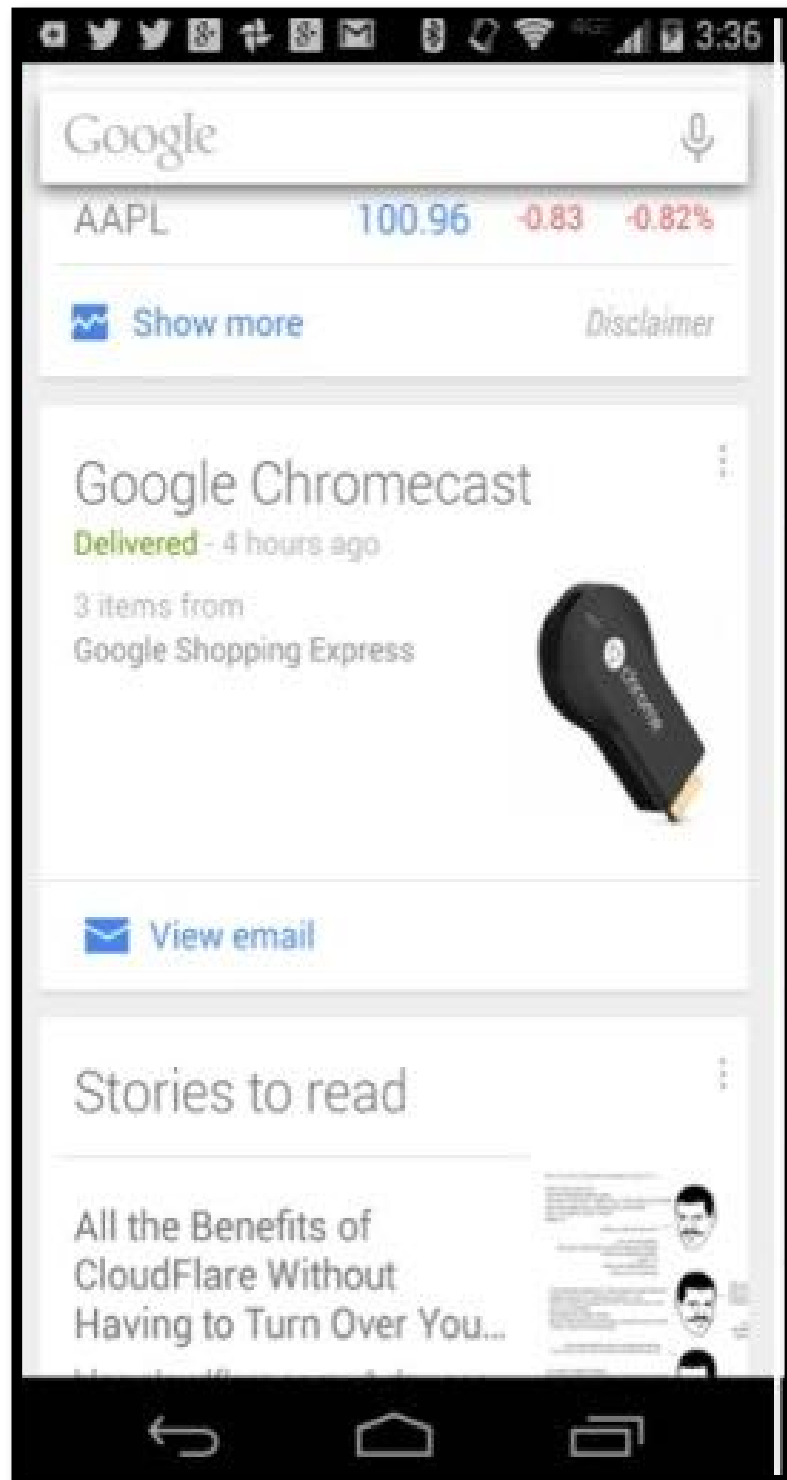 3:36
Google
AAPL 100.96 -0.83 -0.82%
Show more Disclaimer
Google Chromecast
Delivered - 4 hours ago
3 items from
Google Shopping Express
chrome
View email
Stories to read
All the Benefits of
CloudFlare Without
Having to Turn Over You...